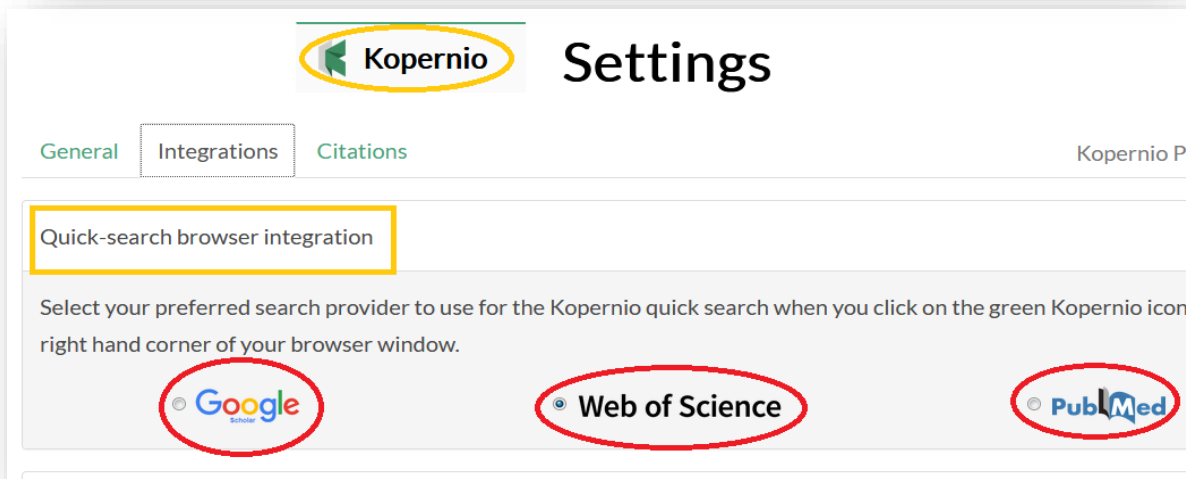 Kopernio Settings
General Integrations Citations Kopernio P
Quick-search browser integration
Select your preferred search provider to use for the Kopernio quick search when you click on the green Kopernio icon
right hand corner of your browser window.
Google Scholar Web of Science PubMed